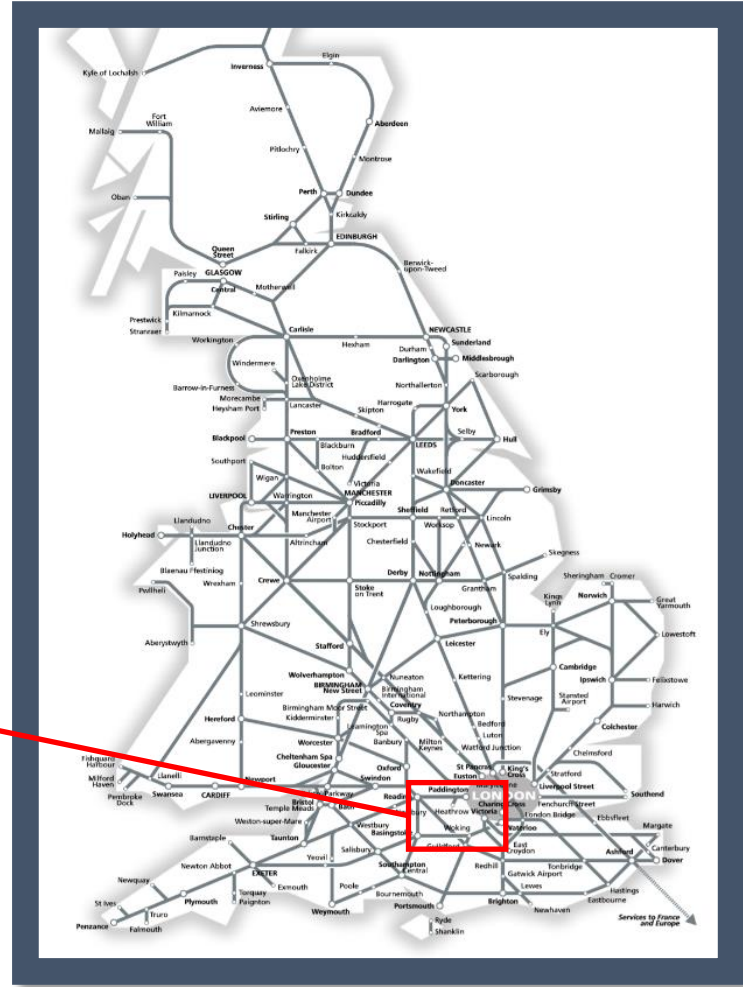 Elgin
Inverness
Kyle of Lochalsh
Aviemore
Fort
William
Mallaig
Aberdeen
Pitlochry
Montrose
Perth
Dundee
Oban
Stirling
Kirkcaldy
EDINBURGH
Queen
Street
Falkirk
Berwick-
upon-Tweed
Paisley
GLASGOW
Central
Motherwell
Prestwick
Kilmarnock
Stranraer
Carlisle
NEWCASTLE
Sunderland
Workington
Hexham
Durham
Darlington
Middlesbrough
Windermere
Scarborough
Oxenholme
Lake District
Barrow-in-Furness
Northallerton
Morecambe
Heysham Port
Lancaster
Harrogate
York
Skipton
Blackpool
Preston
Bradford
Selby
Hull
Blackburn
LEEDS
Southport
Huddersfield
Bolton
Wigan
Wakefield
Victoria
MANCHESTER
Piccadilly
Doncaster
Grimsby
LIVERPOOL
Warrington
Manchester
Airport
Sheffield
Retford
Lincoln
Llandudno
Stockport
Worksop
Holyhead
Chester
Llandudno
Junction
Altrincham
Chesterfield
Newark
Skegness
Blaenau Ffestiniog
Crewe
Derby
Nottingham
Spalding
Sheringham
Cromer
Pwllheli
Wrexham
Stoke
on Trent
Grantham
Kings
Lynn
Norwich
Great
Yarmouth
Loughborough
Peterborough
Shrewsbury
Ely
Lowestoft
Aberystwyth
Stafford
Leicester
Wolverhampton
Cambridge
Nuneaton
Kettering
Ipswich
Felixstowe
BIRMINGHAM
New Street
Birmingham
International
Leominster
Stevenage
Stansted
Airport
Birmingham Moor Street
Coventry
Harwich
Kidderminster
Rugby
Northampton
Hereford
Leamington
Spa
Bedford
Colchester
Abergavenny
Worcester
Banbury
Milton
Keynes
Luton
Cheltenham Spa
Watford Junction
Chelmsford
Gloucester
Oxford
St Pancras
King's
Cross
Fishguard
Harbour
Euston
Stratford
Llanelli
Newport
Swindon
Milford
Haven
Paddington
Liverpool Street
Pembroke
Dock
Swansea
CARDIFF
Parkway
LONDON
Southend
Bristol
Temple Meads
Bath
Charing Cross
Fenchurch Street
Weston-super-Mare
Heathrow
Victoria
London Bridge
Ebbsfleet
Westbury
Basingstoke
Woking
Waterloo
Margate
Barnstaple
Taunton
Guildford
East
Croydon
Canterbury
Salisbury
Ashford
Dover
Newton Abbot
Yeovil
Southampton
Central
Redhill
Tonbridge
EXETER
Gatwick Airport
Newquay
Torquay
Paignton
Exmouth
Poole
Bournemouth
Lewes
Hastings
Plymouth
Eastbourne
St Ives
Weymouth
Portsmouth
Brighton
Newhaven
Truro
Ryde
Penzance
Falmouth
Shanklin
Services to France
and Europe